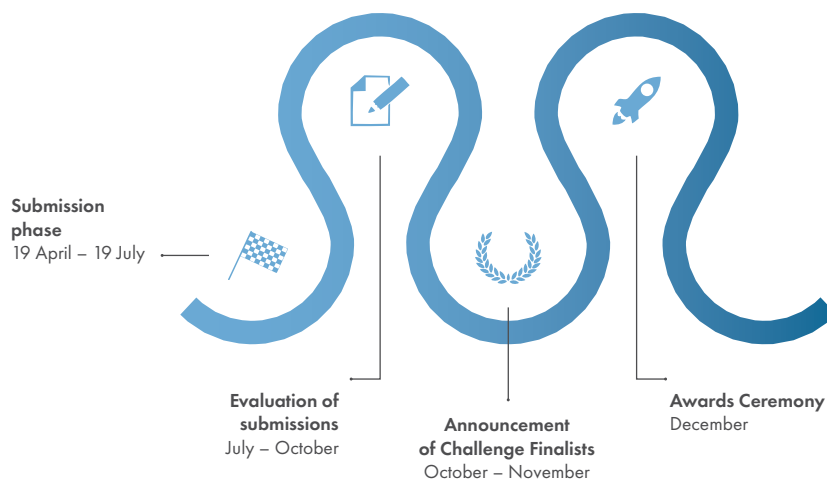 Submission
phase
19 April – 19 July
Evaluation of
submissions
July – October
Announcement
of Challenge Finalists
October – November
Awards Ceremony
December